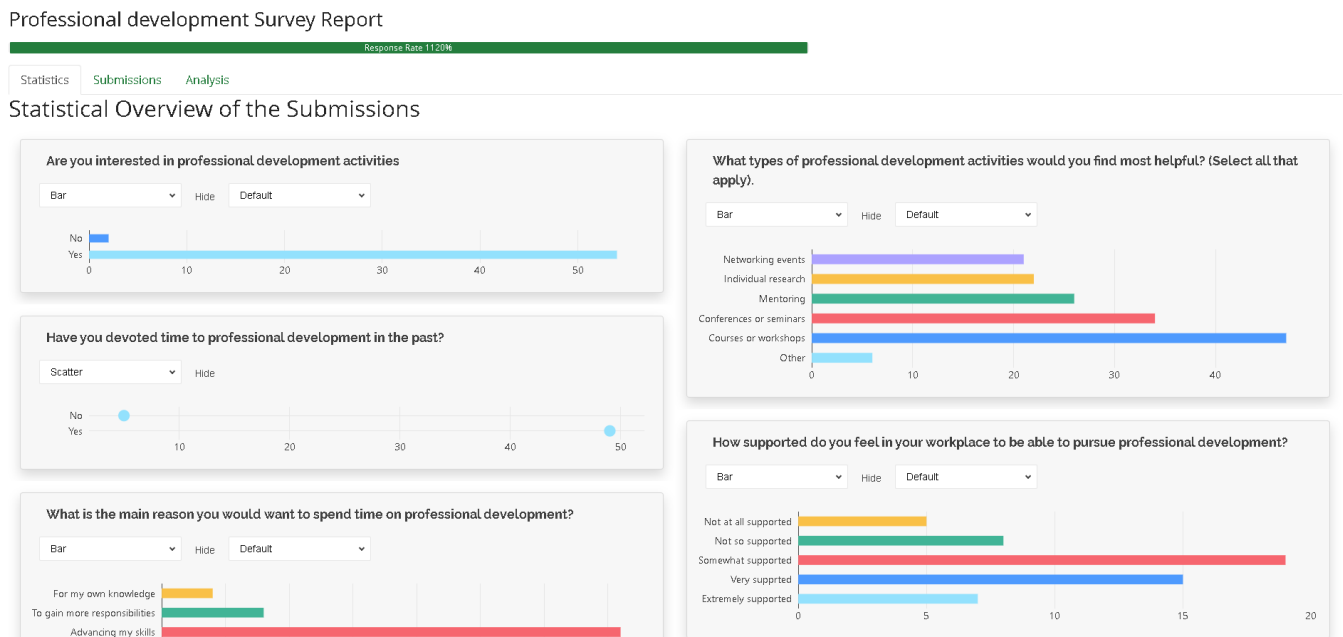 Professional development Survey Report
Response Rate 1120%
Statistics Submissions Analysis
Statistical Overview of the Submissions
Are you interested in professional development activities
Bar Hide Default
No
Yes
0 10 20 30 40 50
Have you devoted time to professional development in the past?
Scatter Hide
No
Yes
10 20 30 40 50
What is the main reason you would want to spend time on professional development?
Bar Hide Default
For my own knowledge
To gain more responsibilities
Advancing my skills
What types of professional development activities would you find most helpful? (Select all that
apply).
Bar Hide Default
Networking events
Individual research
Mentoring
Conferences or seminars
Courses or workshops
Other
0 10 20 30 40
How supported do you feel in your workplace to be able to pursue professional development?
Bar Hide Default
Not at all supported
Not so supported
Somewhat supported
Very supprted
Extremely supported
0 5 10 15 20